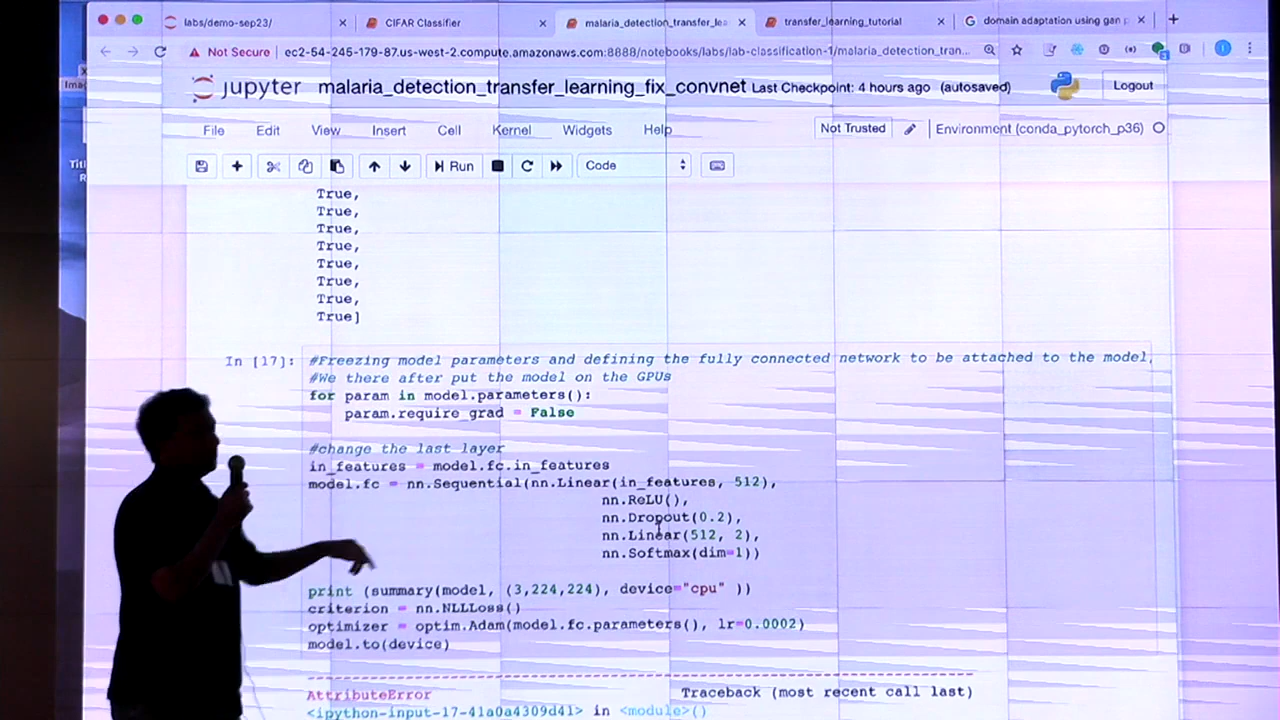 labs/demo-sep23/
CIFAR Classifier
malaria_detection_transfer_lea
transfer_learning_tutorial
domain adaptation using gan p
Not Secure
ec2-54-245-179-87.us-west-2.compute.amazonaws.com:8888/notebooks/labs/lab-classification-1/malaria_detection_tran...
Ima
jupyter malaria_detection_transfer_learning_fix_convnet Last Checkpoint: 4 hours ago (autosaved)
Logout
File Edit View Insert Cell Kernel Widgets Help
Not Trusted
Environment (conda_pytorch_p36)
Titl
R
Run
Code
True,
True,
True,
True,
True,
True,
True,
True]
In [17]: #Freezing model parameters and defining the fully connected network to be attached to the model,
#We there after put the model on the GPUs
for param in model.parameters():
param.require_grad = False
#change the last layer
in_features = model.fc.in_features
model.fc = nn.Sequential(nn.Linear(in_features, 512),
nn.ReLU(),
nn.Dropout(0.2),
nn.Linear(512, 2),
nn.Softmax(dim=1))
print (summary(model, (3,224,224), device="cpu" ))
criterion = nn.NLLLoss()
optimizer = optim.Adam(model.fc.parameters(), lr=0.0002)
model.to(device)
AttributeError Traceback (most recent call last)
<ipython-input-17-41a0a4309d41> in <module>()